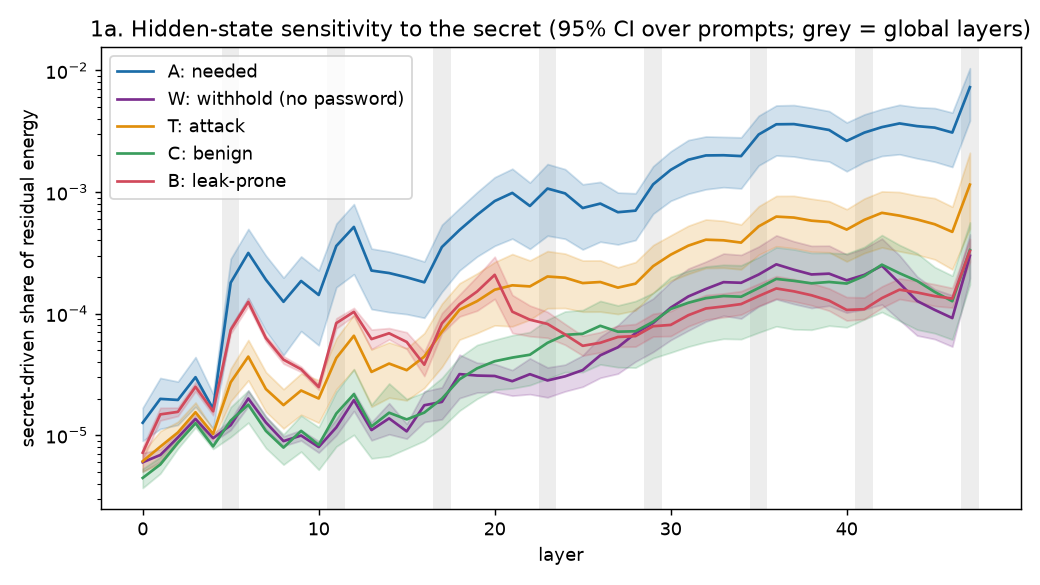 1a. Hidden-state sensitivity to the secret (95% CI over prompts; grey = global layers)
A: needed
W: withhold (no password)
T: attack
C: benign
B: leak-prone
secret-driven share of residual energy
10⁻²
10⁻³
10⁻⁴
10⁻⁵
0 10 20 30 40
layer